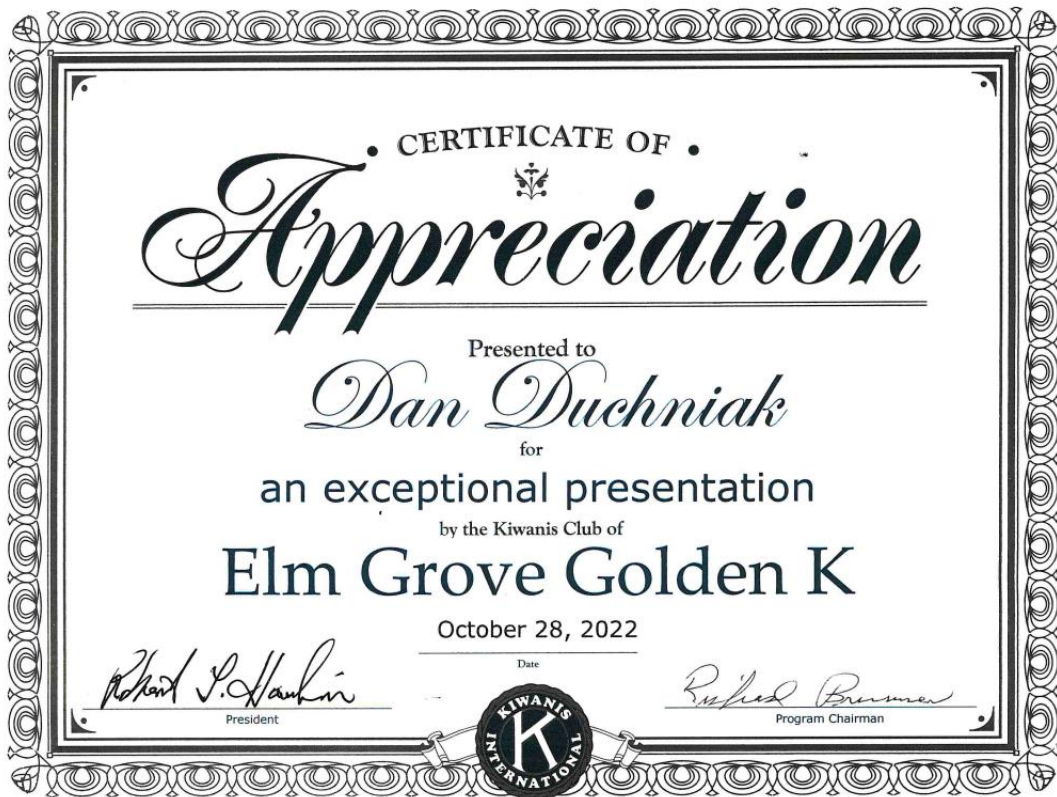 • CERTIFICATE OF •
Appreciation
Presented to
Dan Duchniak
for
an exceptional presentation
by the Kiwanis Club of
Elm Grove Golden K
October 28, 2022
Date
Robert
President
Program Chairman
KIWANIS
K
INTERNATIONAL